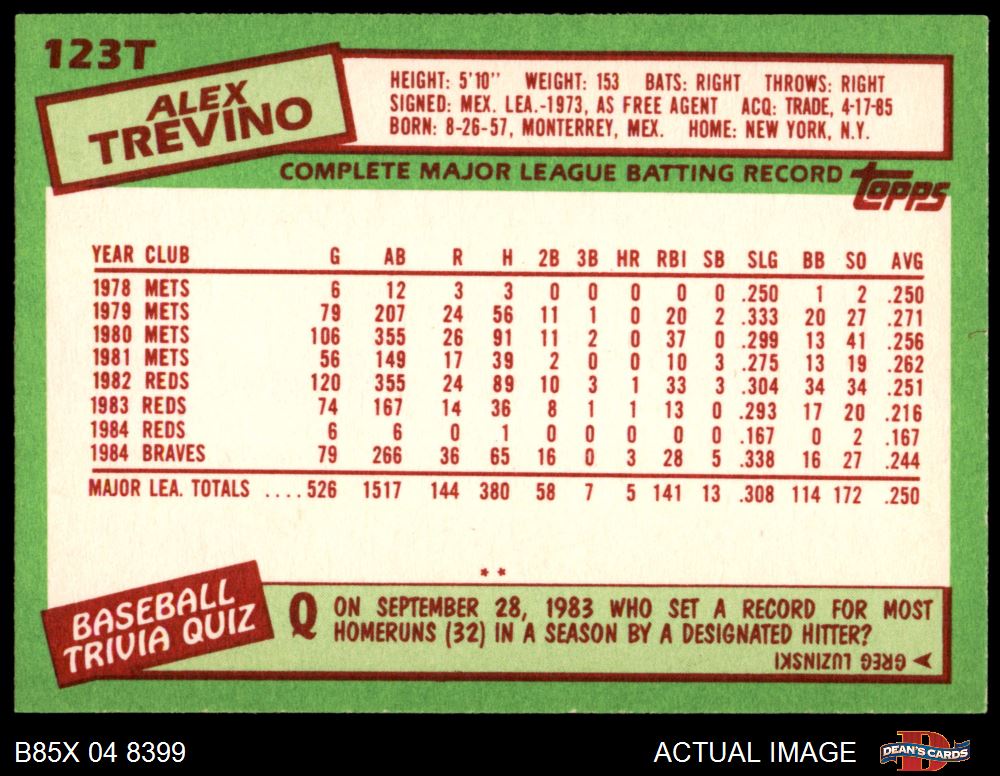 123T
ALEX
TREVINO
HEIGHT: 5'10" WEIGHT: 153 BATS: RIGHT THROWS: RIGHT
SIGNED: MEX. LEA.-1973, AS FREE AGENT ACQ: TRADE, 4-17-85
BORN: 8-26-57, MONTERREY, MEX. HOME: NEW YORK, N.Y.
COMPLETE MAJOR LEAGUE BATTING RECORD topps
YEAR CLUB G AB R H 2B 3B HR RBI SB SLG BB SO AVG
1978 METS 6 12 3 3 0 0 0 0 0 .250 1 2 .250
1979 METS 79 207 24 56 11 1 0 20 2 .333 20 27 .271
1980 METS 106 355 26 91 11 2 0 37 0 .299 13 41 .256
1981 METS 56 149 17 39 2 0 0 10 3 .275 13 19 .262
1982 REDS 120 355 24 89 10 3 1 33 3 .304 34 34 .251
1983 REDS 74 167 14 36 8 1 1 13 0 .293 17 20 .216
1984 REDS 6 6 0 1 0 0 0 0 0 .167 0 2 .167
1984 BRAVES 79 266 36 65 16 0 3 28 5 .338 16 27 .244
MAJOR LEA. TOTALS ....526 1517 144 380 58 7 5 141 13 .308 114 172 .250
**
BASEBALL
TRIVIA QUIZ
Q ON SEPTEMBER 28, 1983 WHO SET A RECORD FOR MOST
HOMERUNS (32) IN A SEASON BY A DESIGNATED HITTER?
GREG LUZINSKI
B85X 04 8399
ACTUAL IMAGE
DEAN'S CARDS